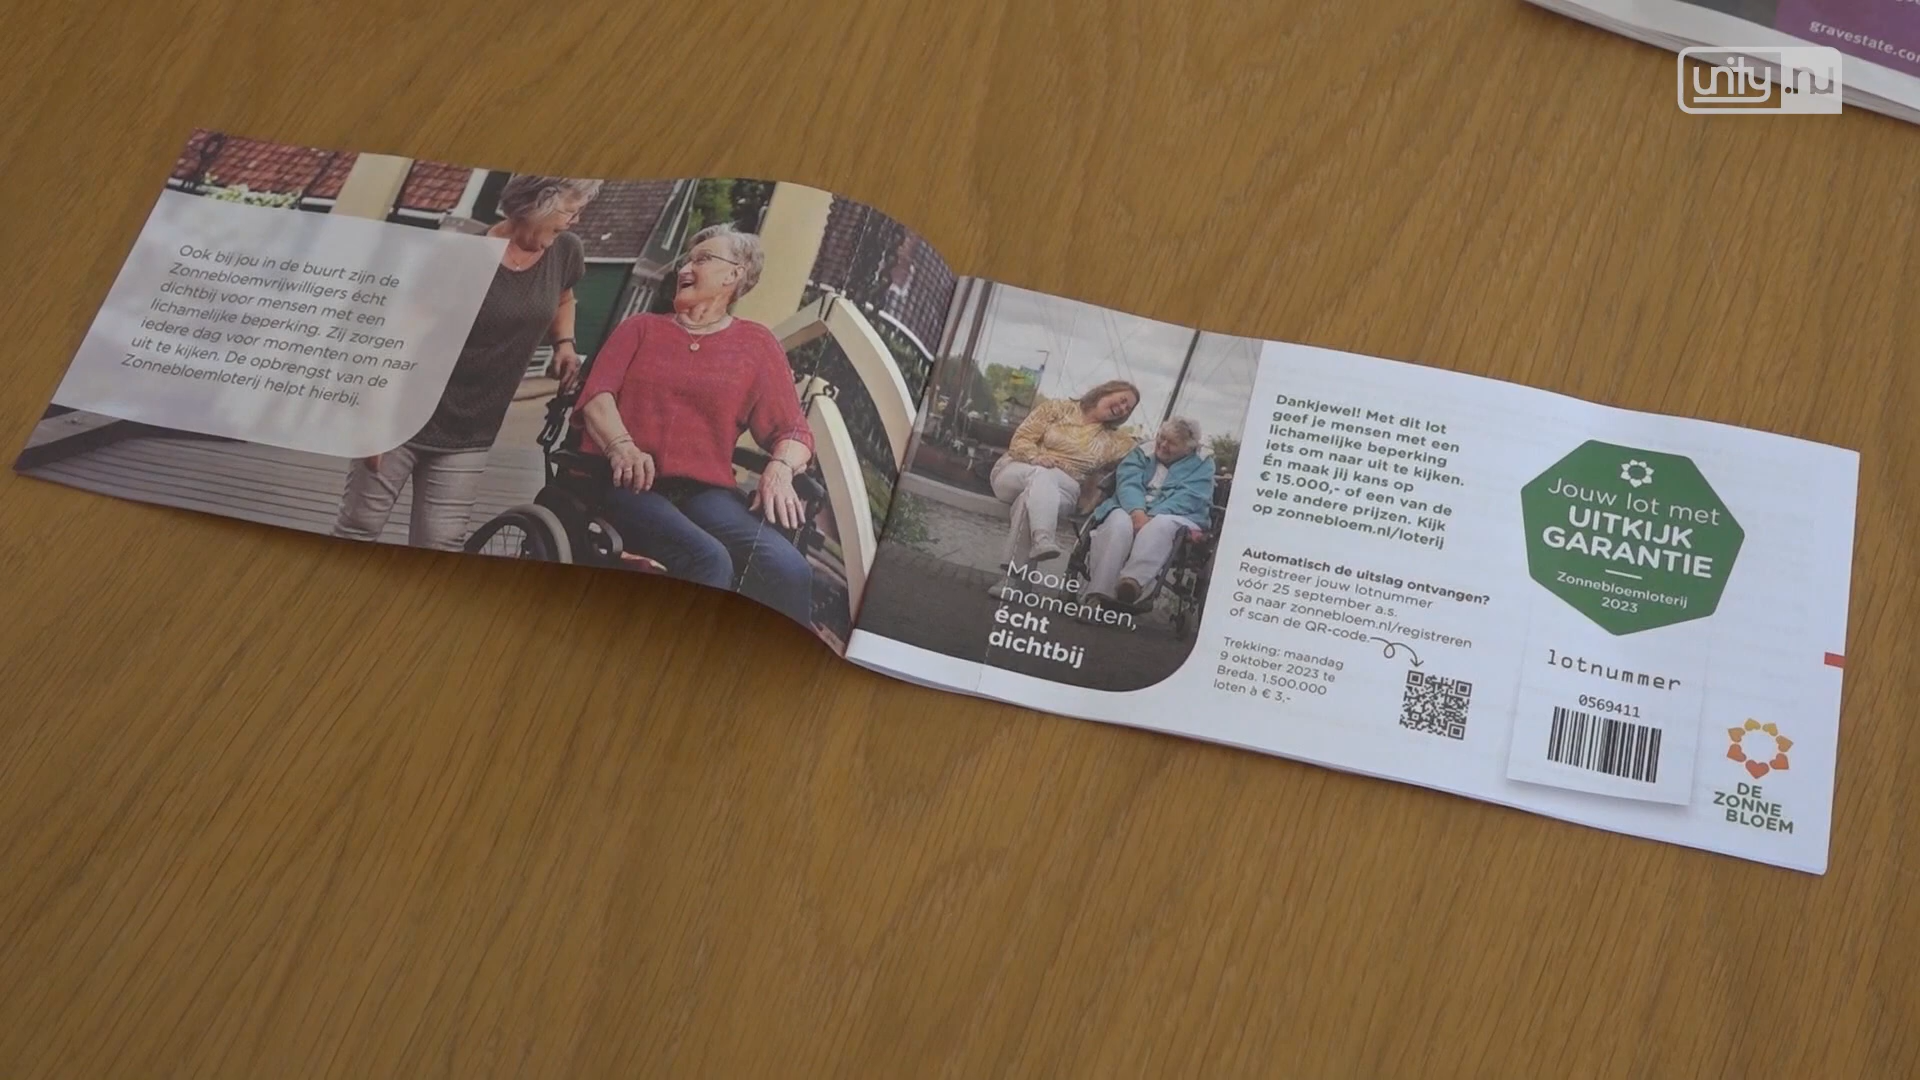 gravestate.com
unity.nu
Ook bij jou in de buurt zijn de
Zonnebloemvrijwilligers écht
dichtbij voor mensen met een
lichamelijke beperking. Zij zorgen
iedere dag voor momenten om naar
uit te kijken. De opbrengst van de
Zonnebloemloterij helpt hierbij.
Mooie
momenten,
écht
dichtbij
Dankjewel! Met dit lot
geef je mensen met een
lichamelijke beperking
iets om naar uit te kijken.
Én maak jij kans op
€ 15.000,- of een van de
vele andere prijzen. Kijk
op zonnebloem.nl/loterij
Automatisch de uitslag ontvangen?
Registreer jouw lotnummer
vóór 25 september a.s.
Ga naar zonnebloem.nl/registreren
of scan de QR-code.
Trekking: maandag
9 oktober 2023 te
Breda. 1.500.000
loten à € 3,-
Jouw lot met
UITKIJK
GARANTIE
Zonnebloemloterij
2023
lotnummer
0569411
DE
ZONNE
BLOEM